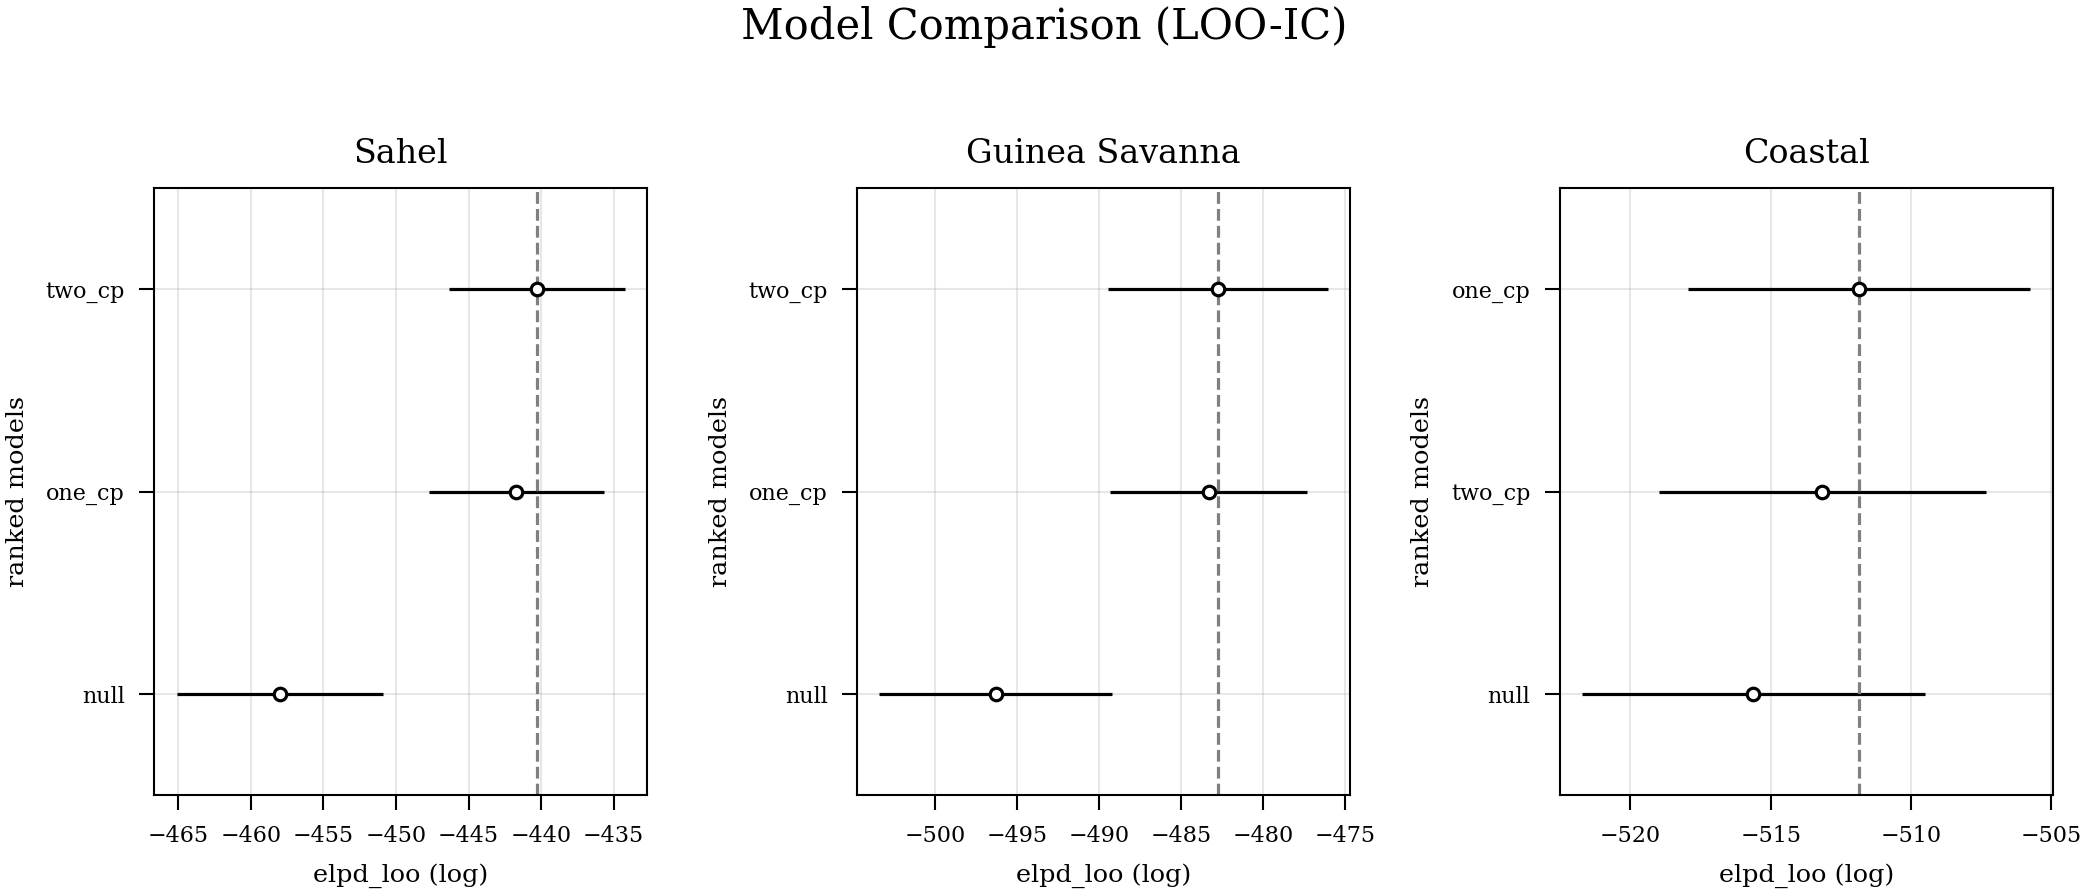 Model Comparison (LOO-IC)
Sahel
two_cp
one_cp
null
ranked models
−465 −460 −455 −450 −445 −440 −435
elpd_loo (log)
Guinea Savanna
two_cp
one_cp
null
ranked models
−500 −495 −490 −485 −480 −475
elpd_loo (log)
Coastal
one_cp
two_cp
null
ranked models
−520 −515 −510 −505
elpd_loo (log)